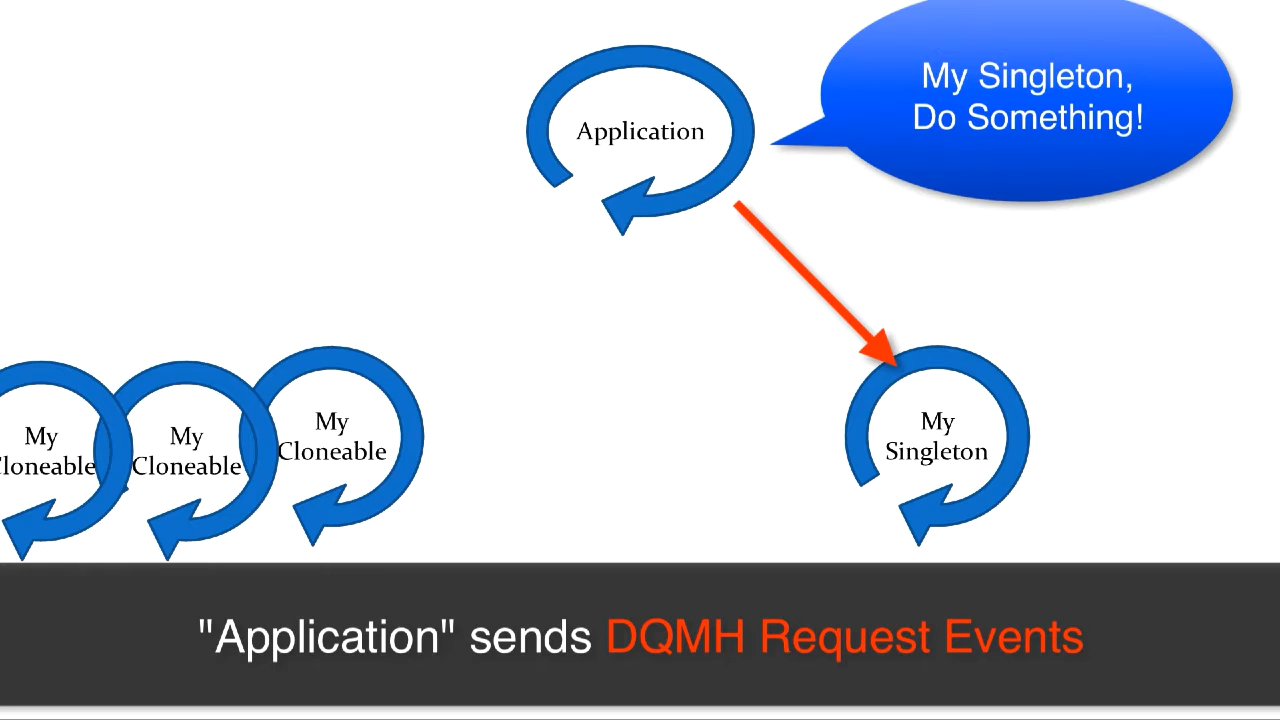 My Singleton,
Do Something!
Application
My
Cloneable
My
Cloneable
My
Cloneable
My
Singleton
"Application" sends DQMH Request Events